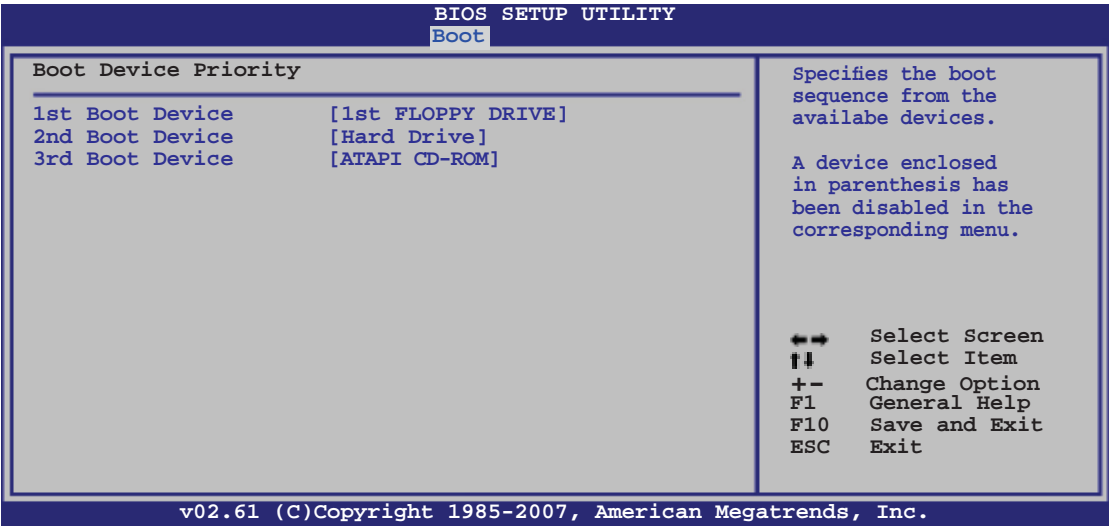 BIOS SETUP UTILITY
Boot
Boot Device Priority
1st Boot Device [1st FLOPPY DRIVE]
2nd Boot Device [Hard Drive]
3rd Boot Device [ATAPI CD-ROM]
Specifies the boot
sequence from the
availabe devices.
A device enclosed
in parenthesis has
been disabled in the
corresponding menu.
←→ Select Screen
↑↓ Select Item
+- Change Option
F1 General Help
F10 Save and Exit
ESC Exit
v02.61 (C)Copyright 1985-2007, American Megatrends, Inc.